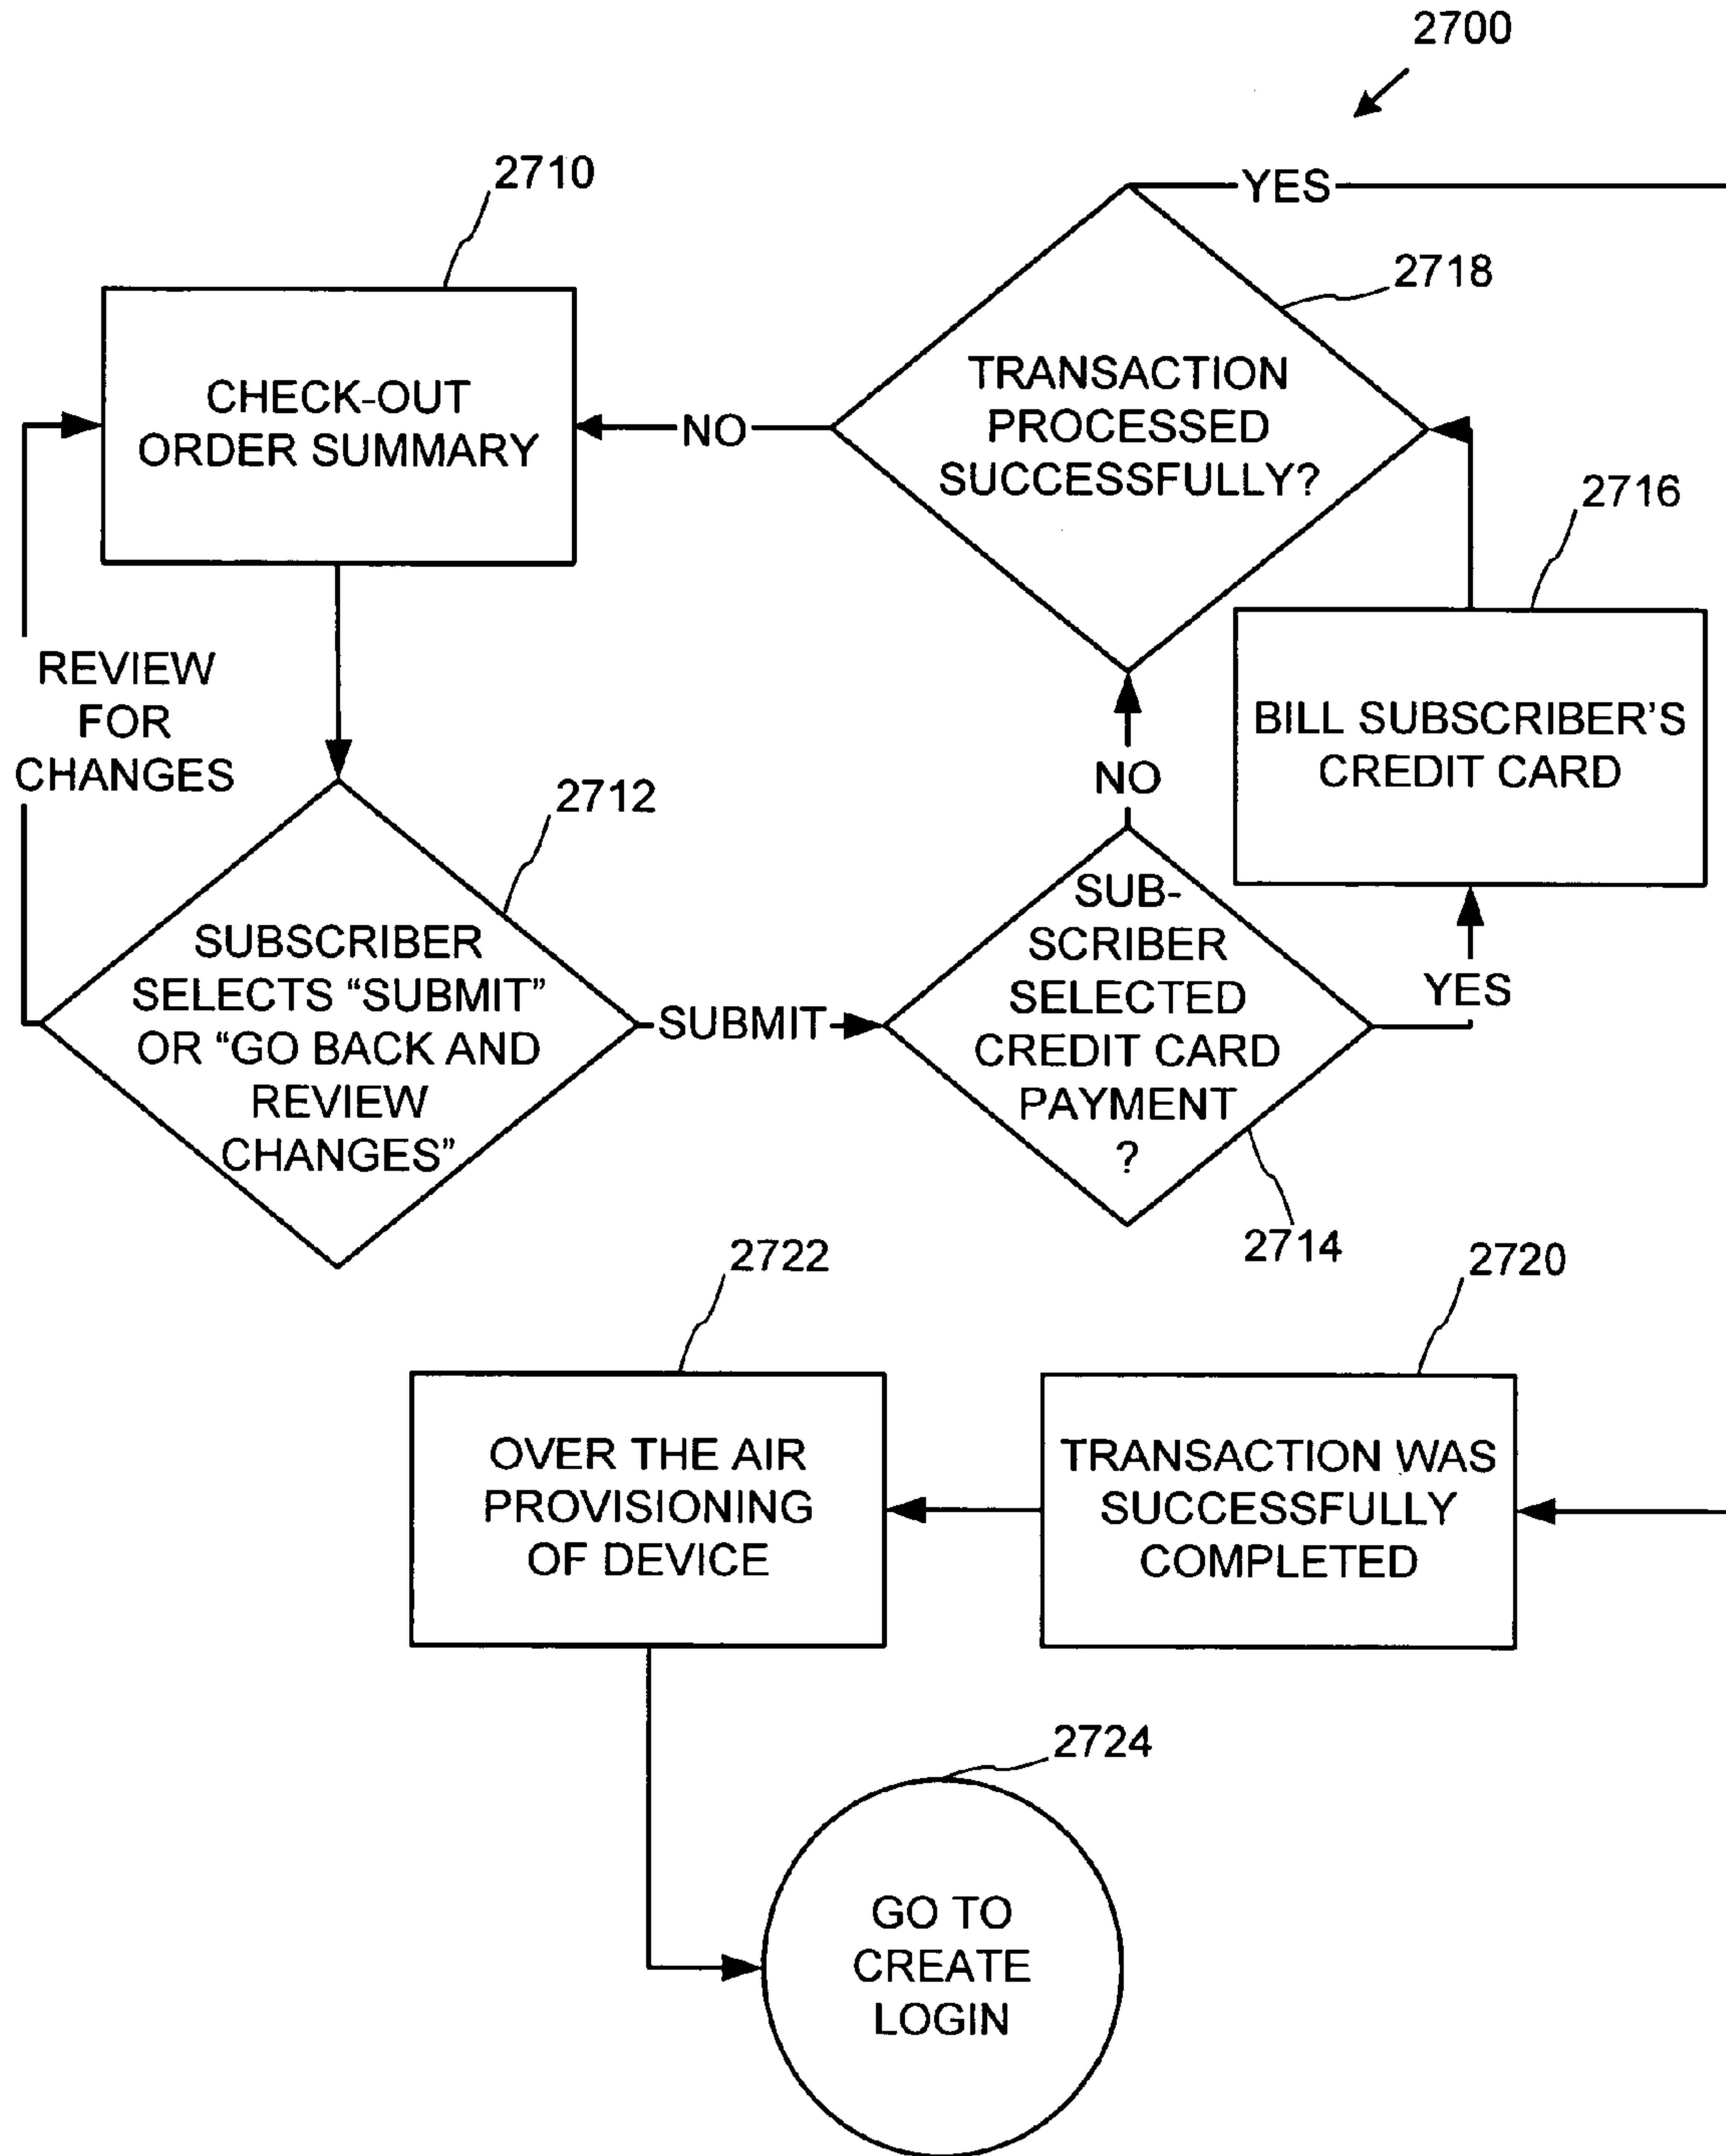 2700
2710
YES
2718
CHECK-OUT
ORDER SUMMARY
NO
TRANSACTION
PROCESSED
SUCCESSFULLY?
2716
REVIEW
FOR
CHANGES
BILL SUBSCRIBER'S
CREDIT CARD
NO
2712
SUBSCRIBER
SELECTS “SUBMIT”
OR “GO BACK AND
REVIEW
CHANGES”
SUBMIT
SUB-
SCRIBER
SELECTED
CREDIT CARD
PAYMENT
?
YES
2714
2722
2720
OVER THE AIR
PROVISIONING
OF DEVICE
TRANSACTION WAS
SUCCESSFULLY
COMPLETED
2724
GO TO
CREATE
LOGIN